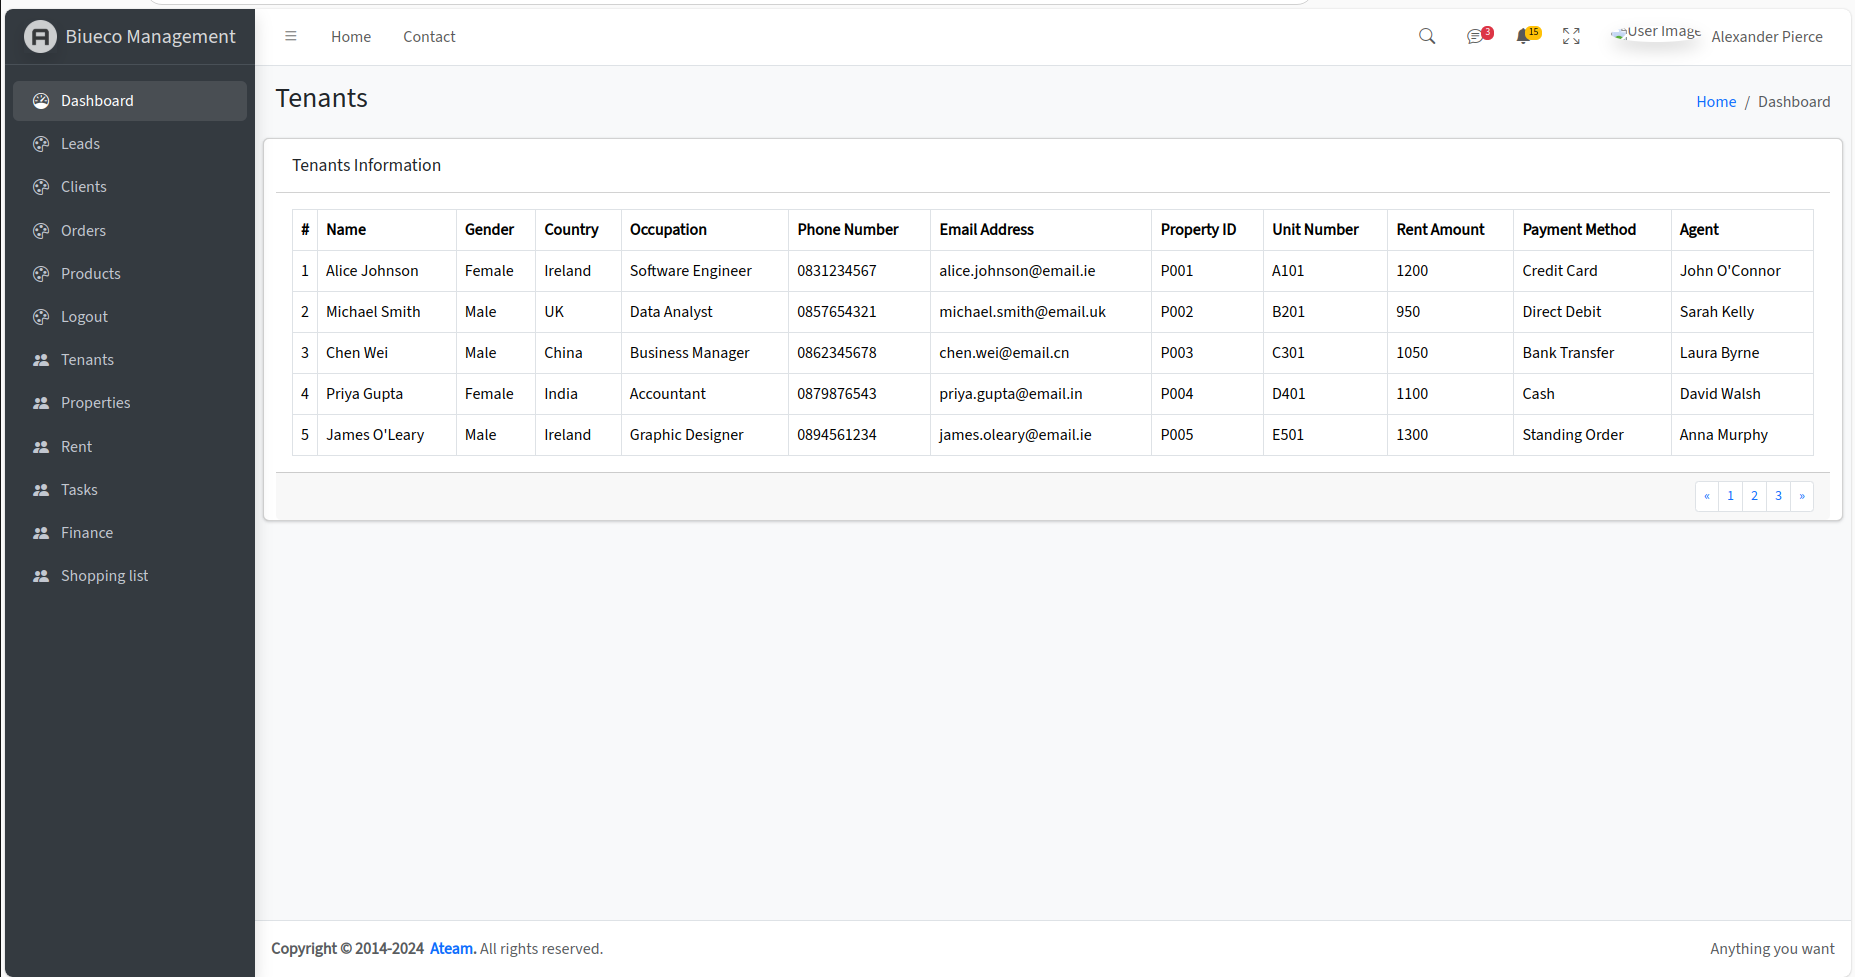 Biueco Management
Home Contact 3 15 User Image Alexander Pierce
Dashboard
Leads
Clients
Orders
Products
Logout
Tenants
Properties
Rent
Tasks
Finance
Shopping list
Tenants
Home / Dashboard
Tenants Information
# Name Gender Country Occupation Phone Number Email Address Property ID Unit Number Rent Amount Payment Method Agent
1 Alice Johnson Female Ireland Software Engineer 0831234567 alice.johnson@email.ie P001 A101 1200 Credit Card John O'Connor
2 Michael Smith Male UK Data Analyst 0857654321 michael.smith@email.uk P002 B201 950 Direct Debit Sarah Kelly
3 Chen Wei Male China Business Manager 0862345678 chen.wei@email.cn P003 C301 1050 Bank Transfer Laura Byrne
4 Priya Gupta Female India Accountant 0879876543 priya.gupta@email.in P004 D401 1100 Cash David Walsh
5 James O'Leary Male Ireland Graphic Designer 0894561234 james.oleary@email.ie P005 E501 1300 Standing Order Anna Murphy
« 1 2 3 »
Copyright © 2014-2024 Ateam. All rights reserved.
Anything you want